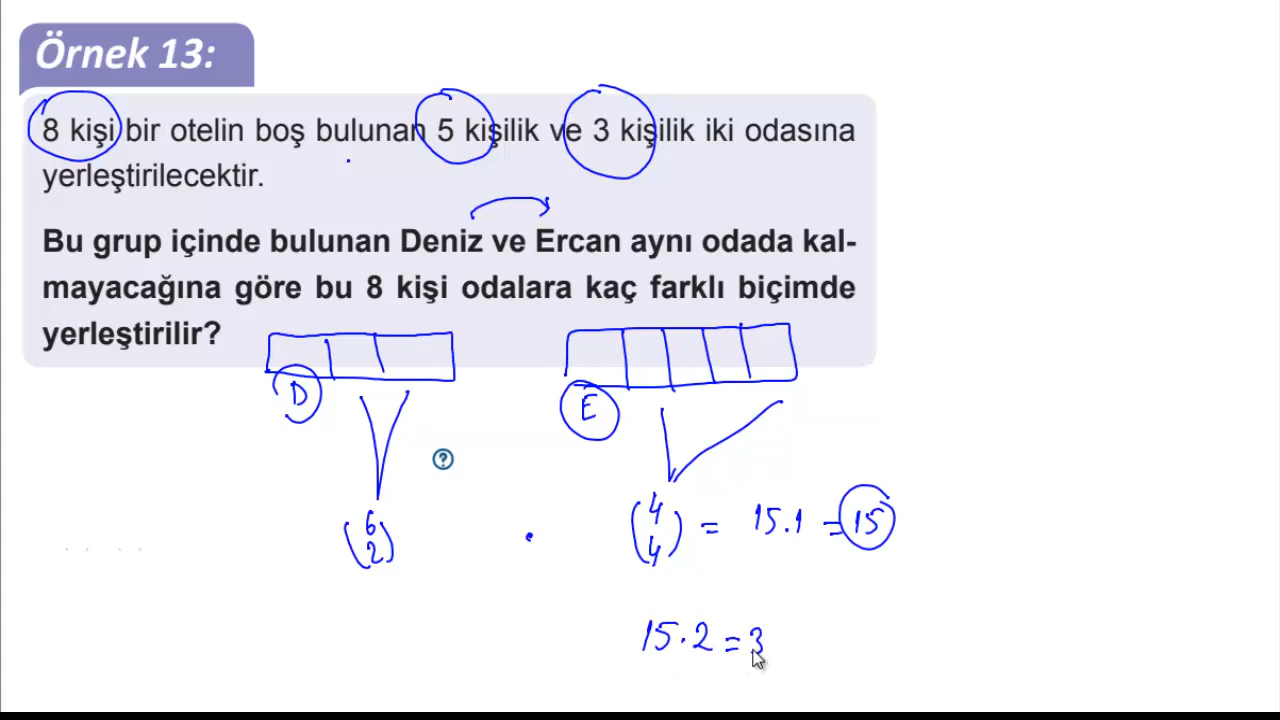 Örnek 13:
8 kişi bir otelin boş bulunan 5 kişilik ve 3 kişilik iki odasına
yerleştirilecektir.
Bu grup içinde bulunan Deniz ve Ercan aynı odada kal-
mayacağına göre bu 8 kişi odalara kaç farklı biçimde
yerleştirilir?
D E
(6 2) . (4 4) = 15.1 = 15
15.2 = 3